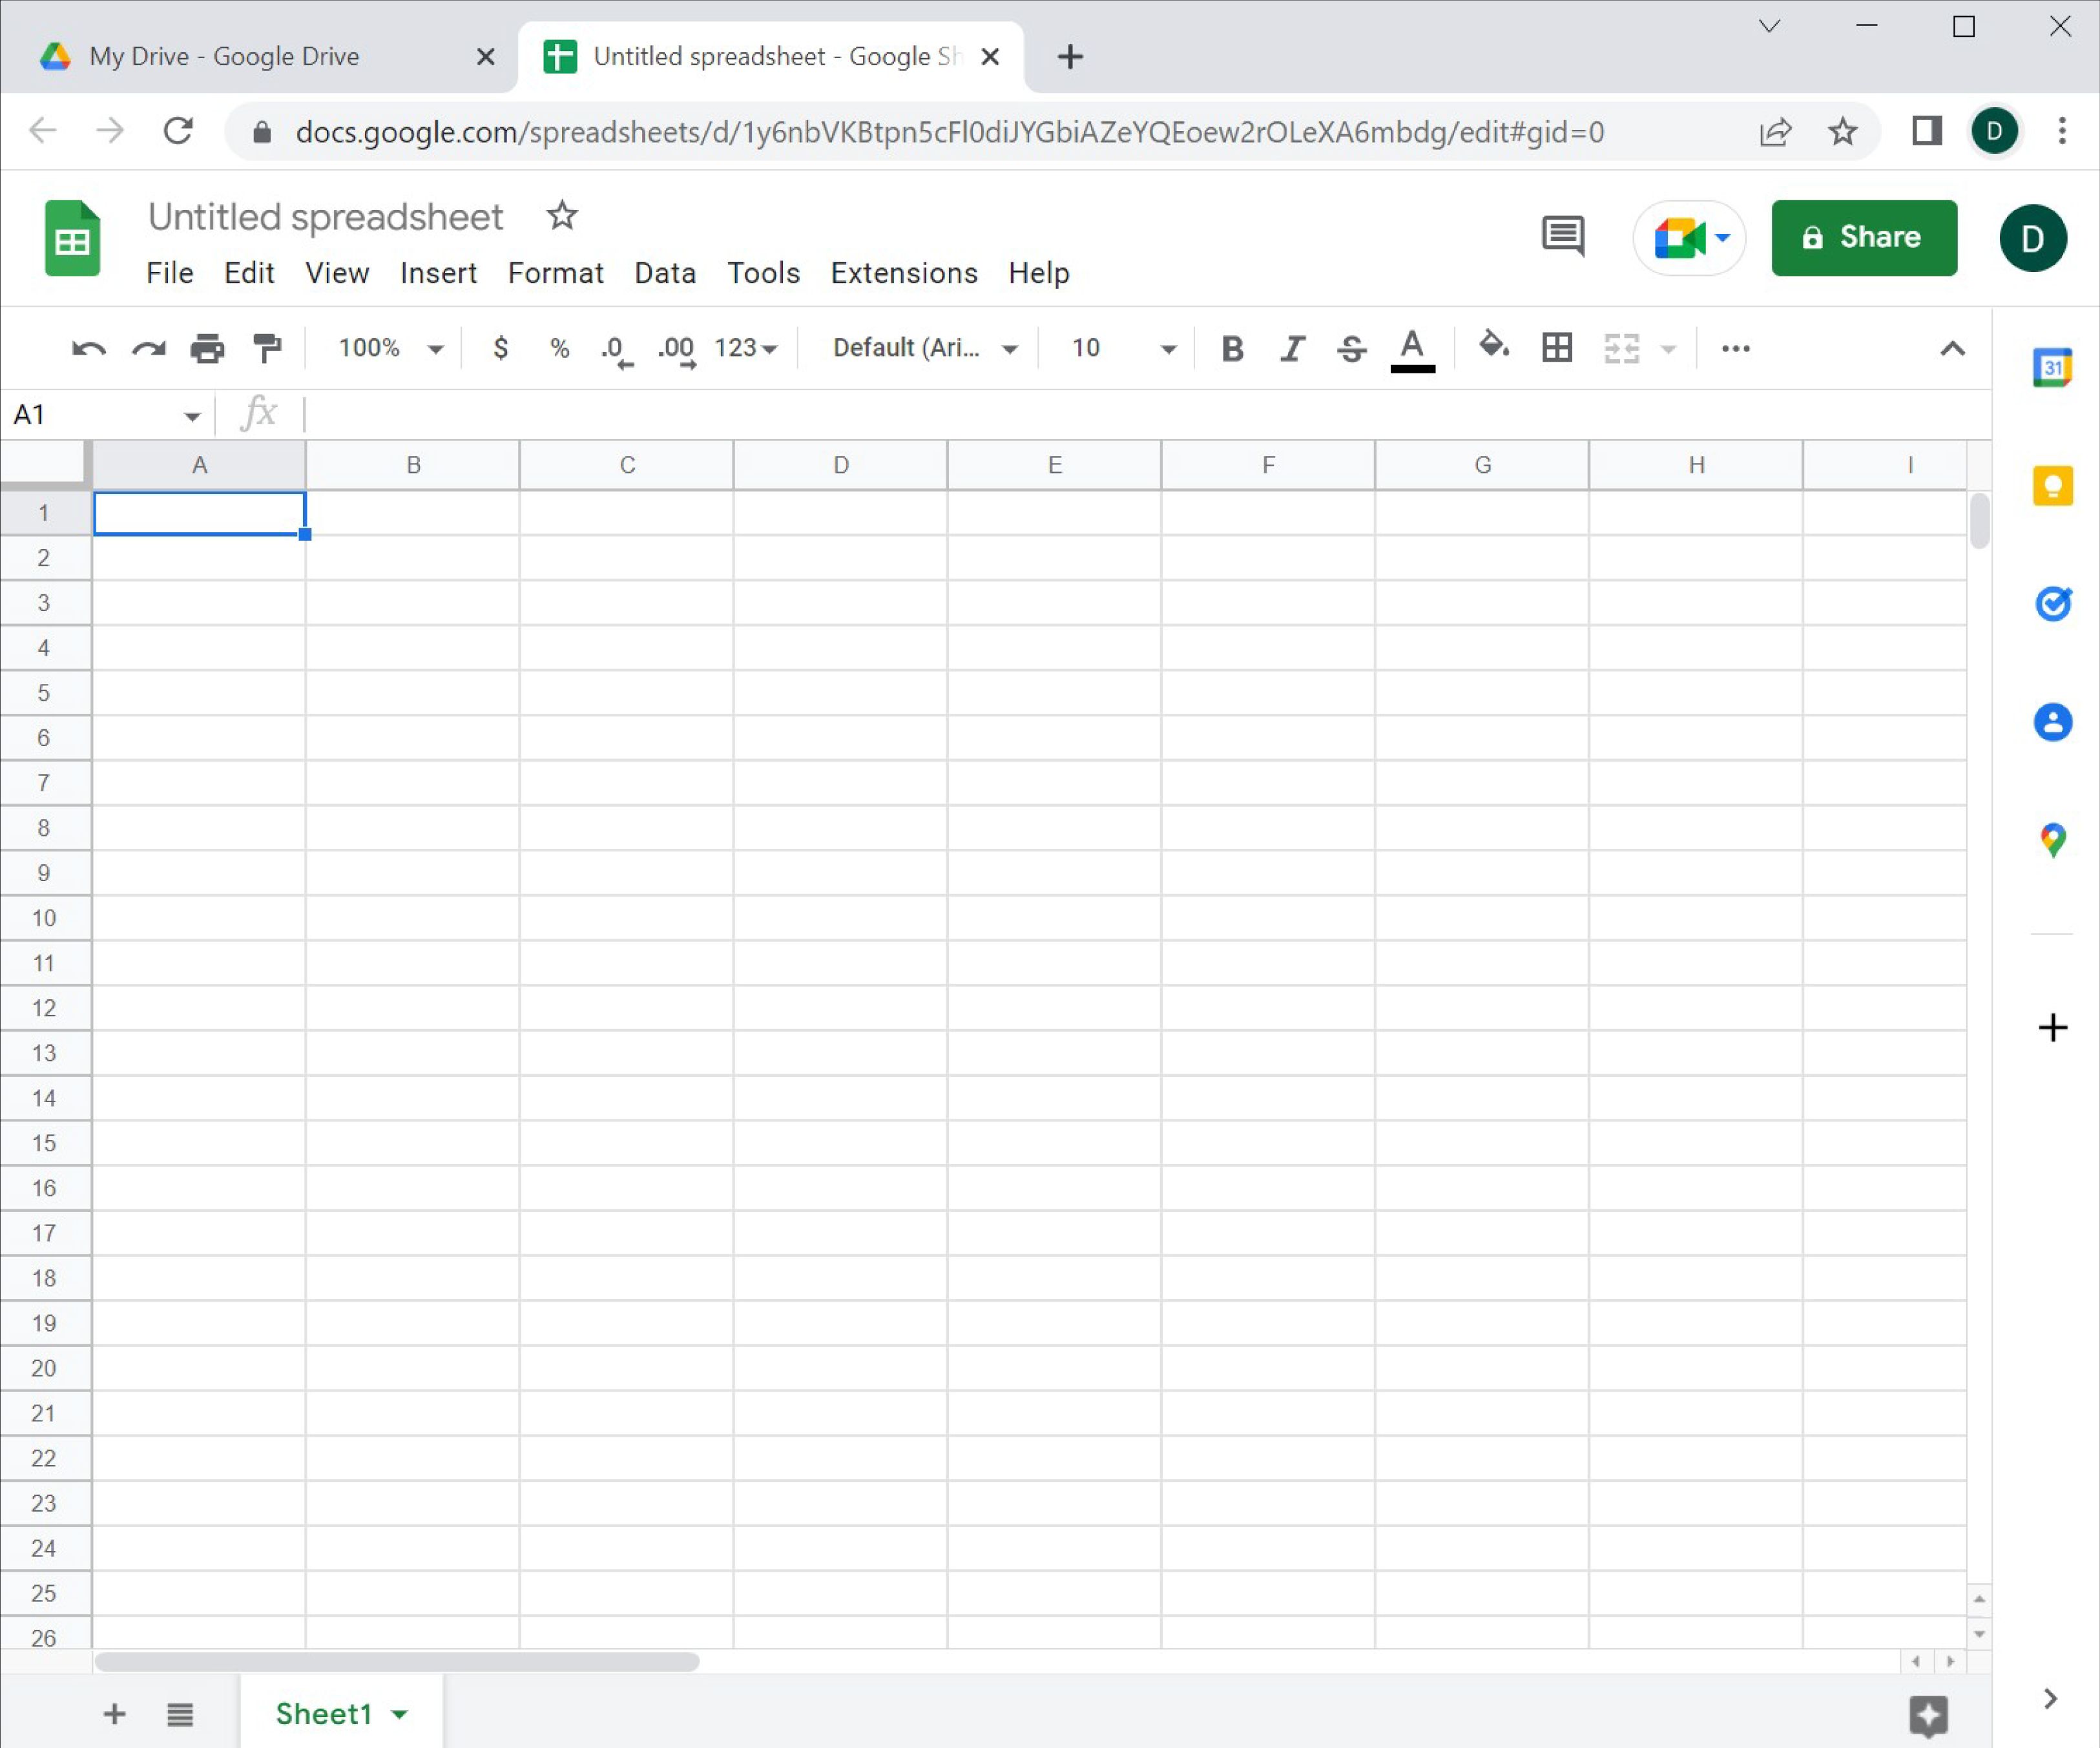 My Drive - Google Drive
Untitled spreadsheet - Google Sh
docs.google.com/spreadsheets/d/1y6nbVKBtpn5cFl0diJYGbiAZeYQEoew2rOLeXA6mbdg/edit#gid=0
D
Untitled spreadsheet
File Edit View Insert Format Data Tools Extensions Help
Share
D
100% $ % .0 .00 123 Default (Ari... 10 B I S A
31
A1 fx
A B C D E F G H I
1
2
3
4
5
6
7
8
9
10
11
12
13
14
15
16
17
18
19
20
21
22
23
24
25
26
Sheet1